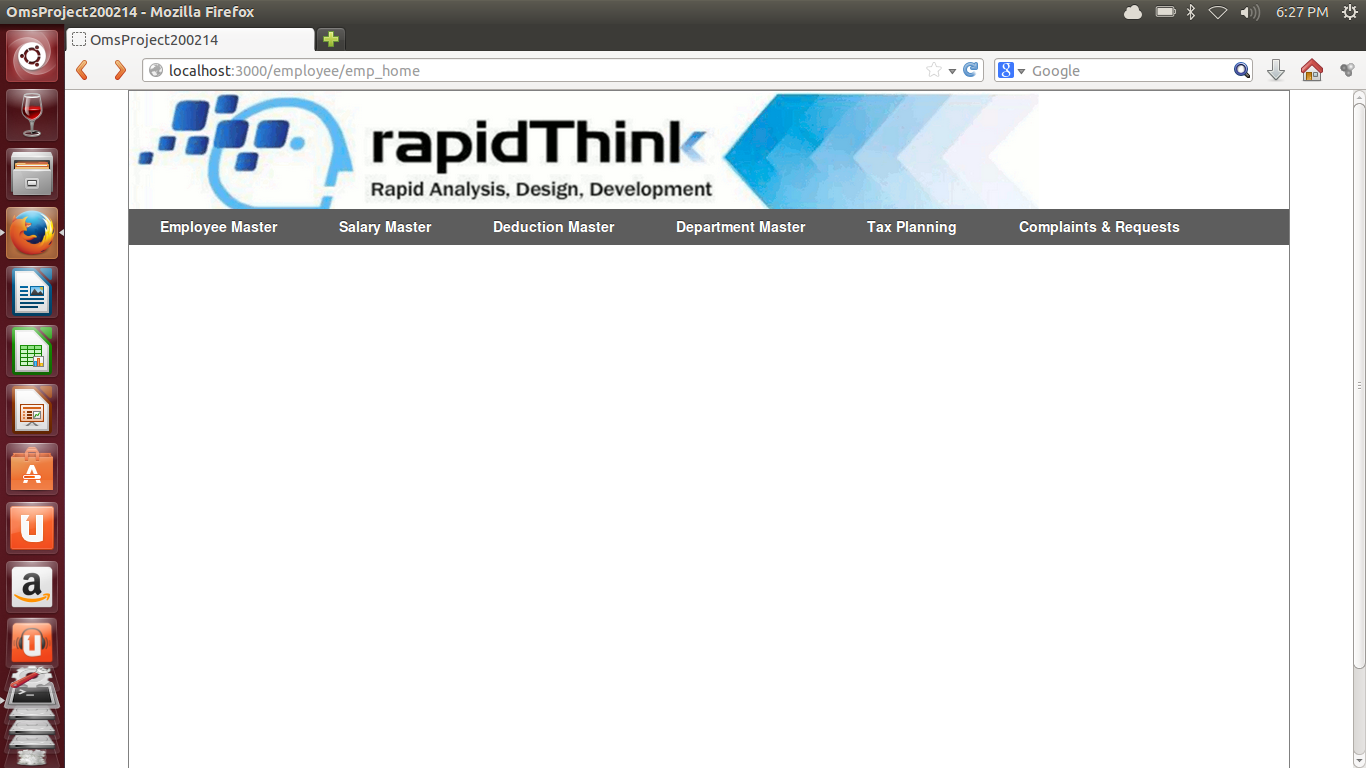 OmsProject200214 - Mozilla Firefox
6:27 PM
OmsProject200214
localhost:3000/employee/emp_home
Google
rapidThink
Rapid Analysis, Design, Development
Employee Master Salary Master Deduction Master Department Master Tax Planning Complaints & Requests